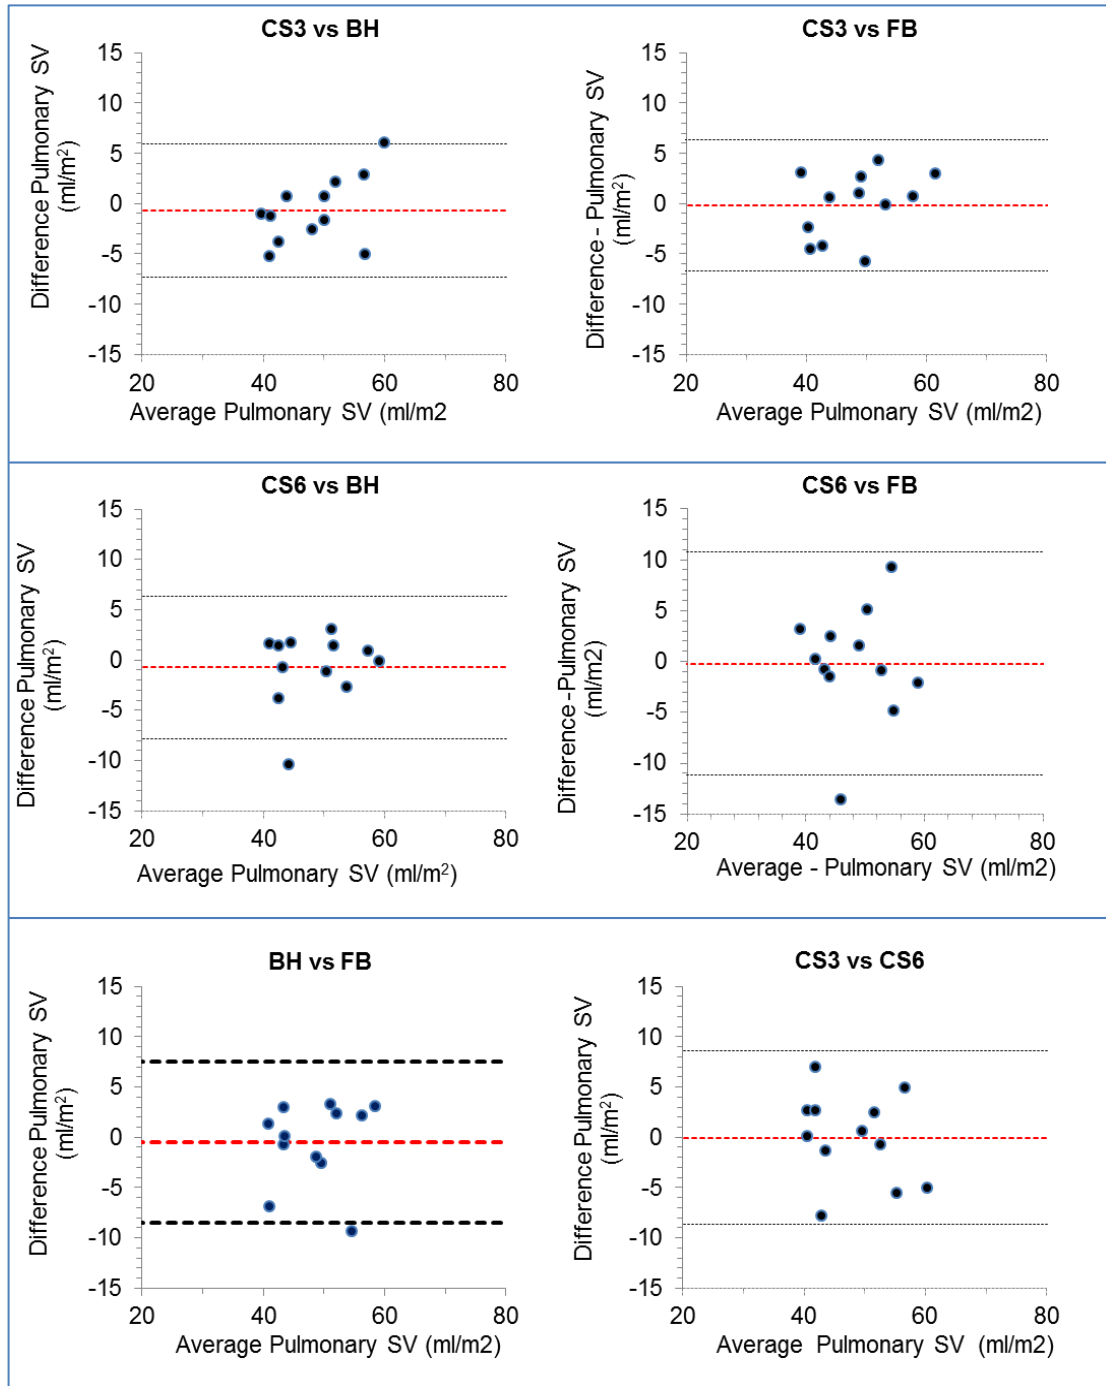 CS3 vs BH
Difference Pulmonary SV
(ml/m²)
15
10
5
0
-5
-10
-15
20 40 60 80
Average Pulmonary SV (ml/m2
CS3 vs FB
Difference - Pulmonary SV
(ml/m²)
15
10
5
0
-5
-10
-15
20 40 60 80
Average Pulmonary SV (ml/m2)
CS6 vs BH
Difference Pulmonary SV
(ml/m²)
15
10
5
0
-5
-10
-15
20 40 60 80
Average Pulmonary SV (ml/m²)
CS6 vs FB
Difference -Pulmonary SV
(ml/m2)
15
10
5
0
-5
-10
-15
20 40 60 80
Average - Pulmonary SV (ml/m2)
BH vs FB
Difference Pulmonary SV
(ml/m²)
15
10
5
0
-5
-10
-15
20 40 60 80
Average Pulmonary SV (ml/m2)
CS3 vs CS6
Difference Pulmonary SV
(ml/m²)
15
10
5
0
-5
-10
-15
20 40 60 80
Average Pulmonary SV (ml/m2)